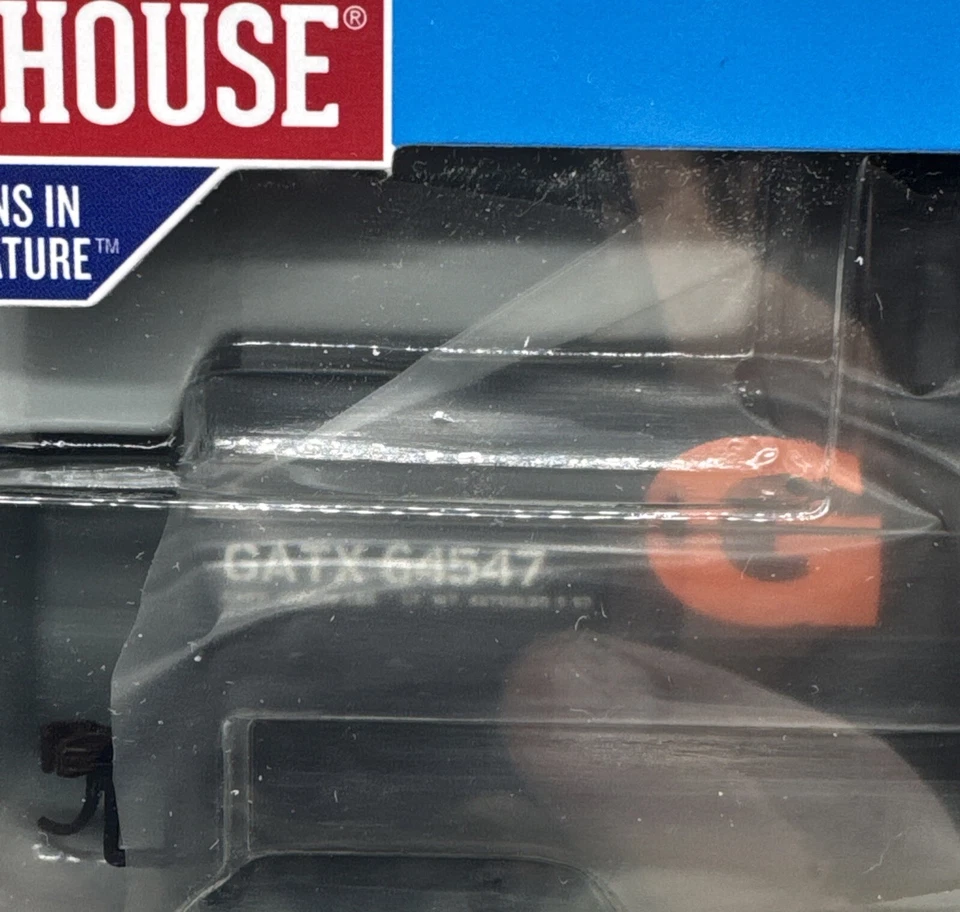 HOUSE®
NS IN
ATURE™
GATX 64547
G